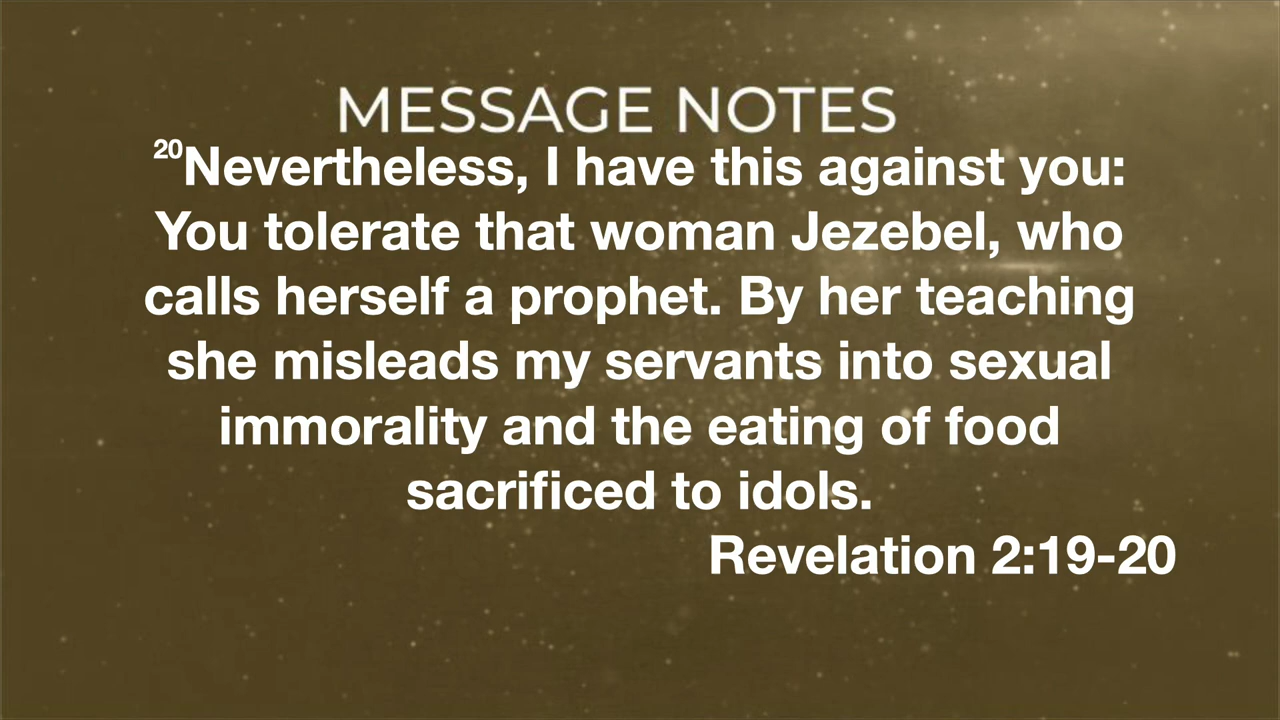 MESSAGE NOTES
20Nevertheless, I have this against you:
You tolerate that woman Jezebel, who
calls herself a prophet. By her teaching
she misleads my servants into sexual
immorality and the eating of food
sacrificed to idols.
Revelation 2:19-20